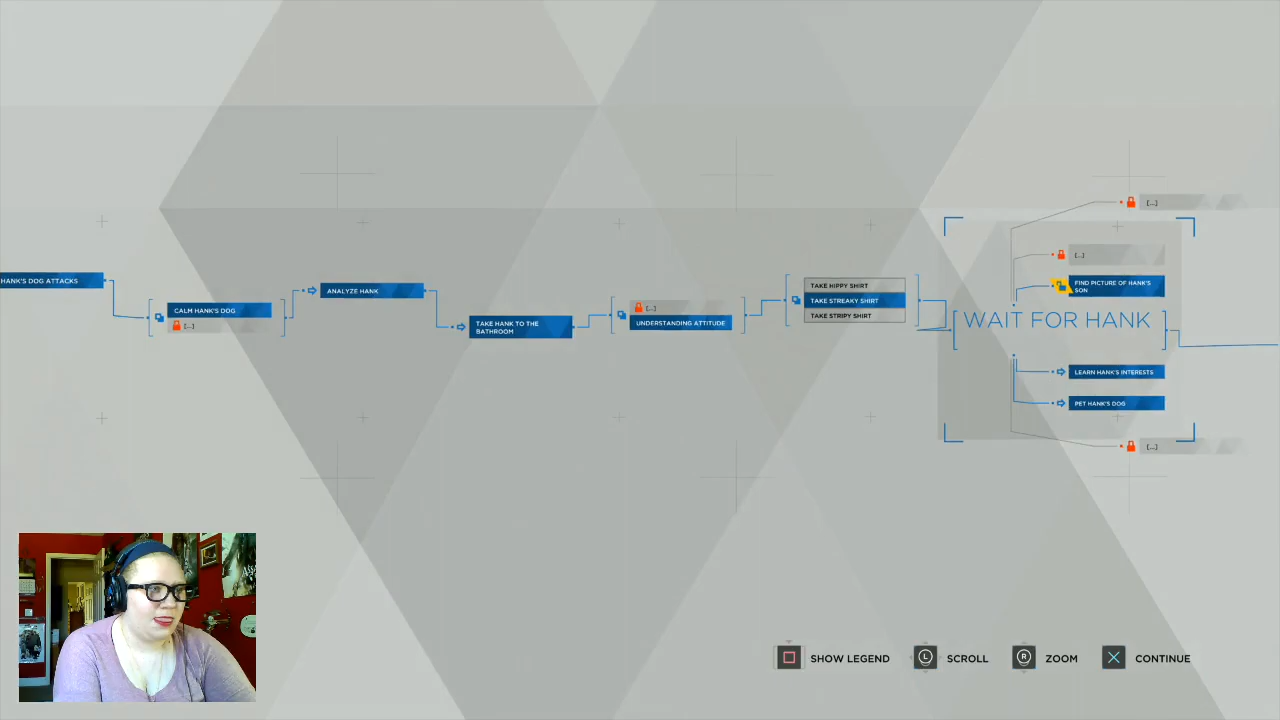 [...]
[...]
HANK'S DOG ATTACKS
FIND PICTURE OF HANK'S
SON
TAKE HIPPY SHIRT
ANALYZE HANK
TAKE STREAKY SHIRT
[...]
CALM HANK'S DOG
TAKE STRIPY SHIRT
WAIT FOR HANK
[...]
TAKE HANK TO THE
BATHROOM
UNDERSTANDING ATTITUDE
LEARN HANK'S INTERESTS
PET HANK'S DOG
[...]
SHOW LEGEND
L
SCROLL
R
ZOOM
CONTINUE